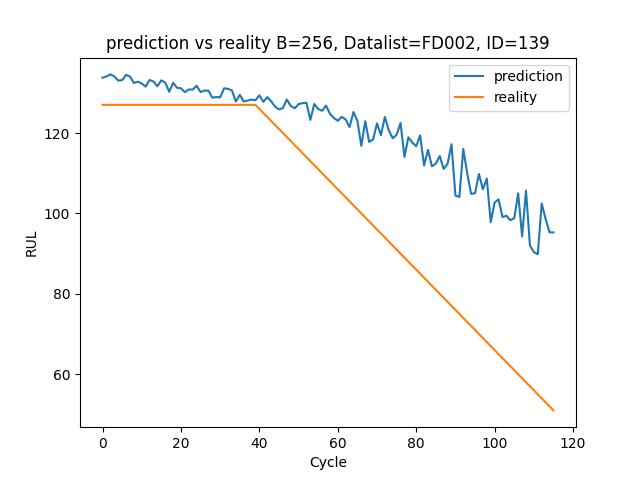 prediction vs reality B=256, Datalist=FD002, ID=139
prediction
reality
RUL
120
100
80
60
0 20 40 60 80 100 120
Cycle